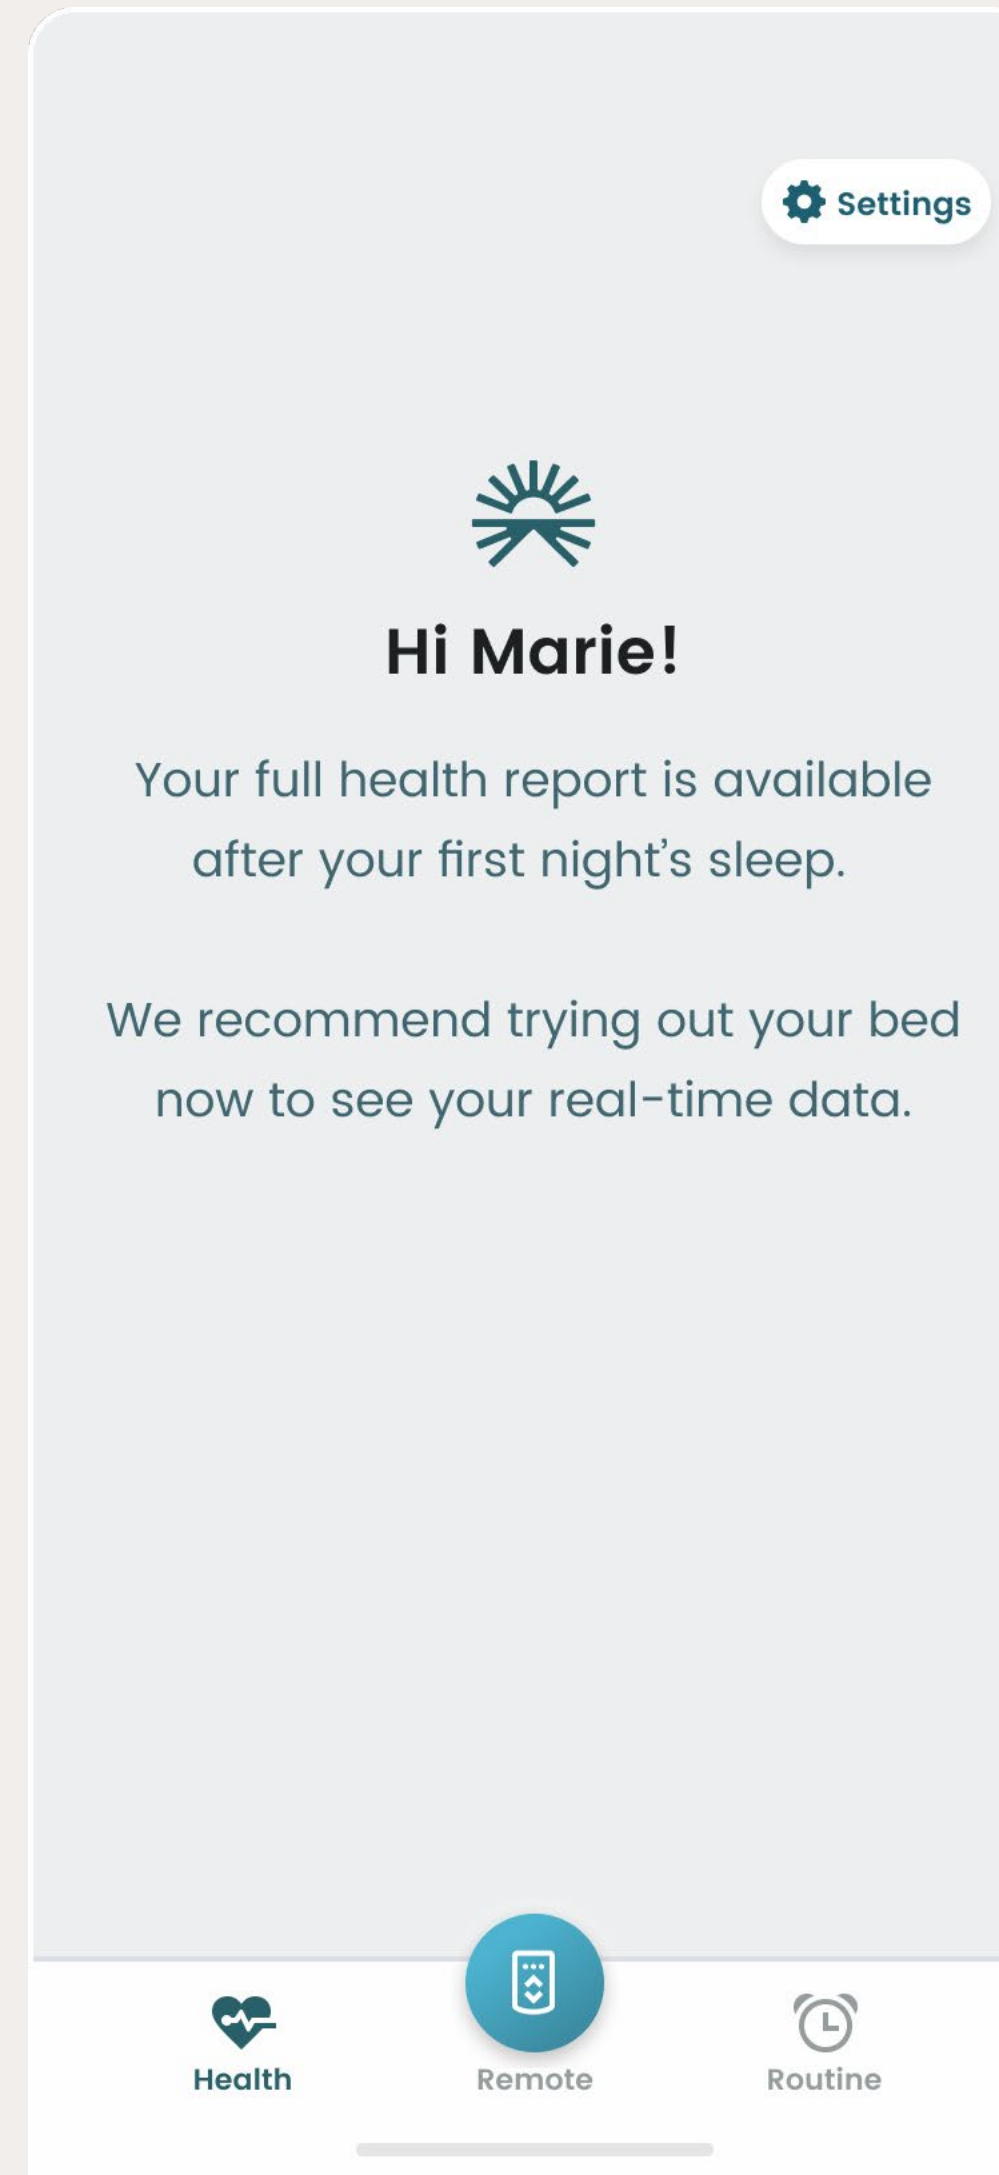 Settings
Hi Marie!
Your full health report is available
after your first night’s sleep.
We recommend trying out your bed
now to see your real-time data.
Health
Remote
Routine